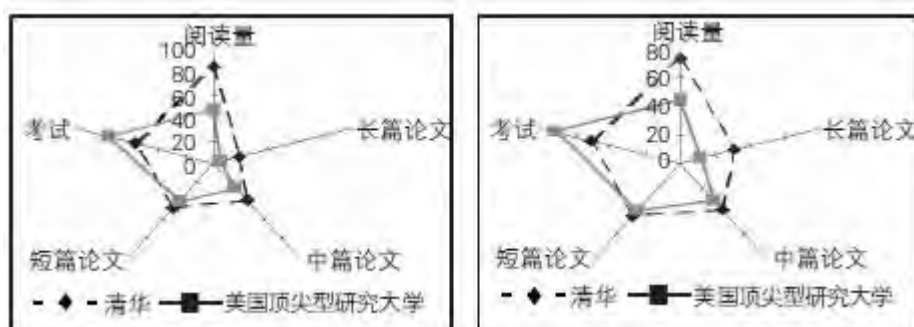 阅读量
100
80
60
40
20
0
考试
长篇论文
短篇论文
中篇论文
清华
美国顶尖型研究大学
阅读量
80
60
40
20
0
考试
长篇论文
短篇论文
中篇论文
清华
美国顶尖型研究大学